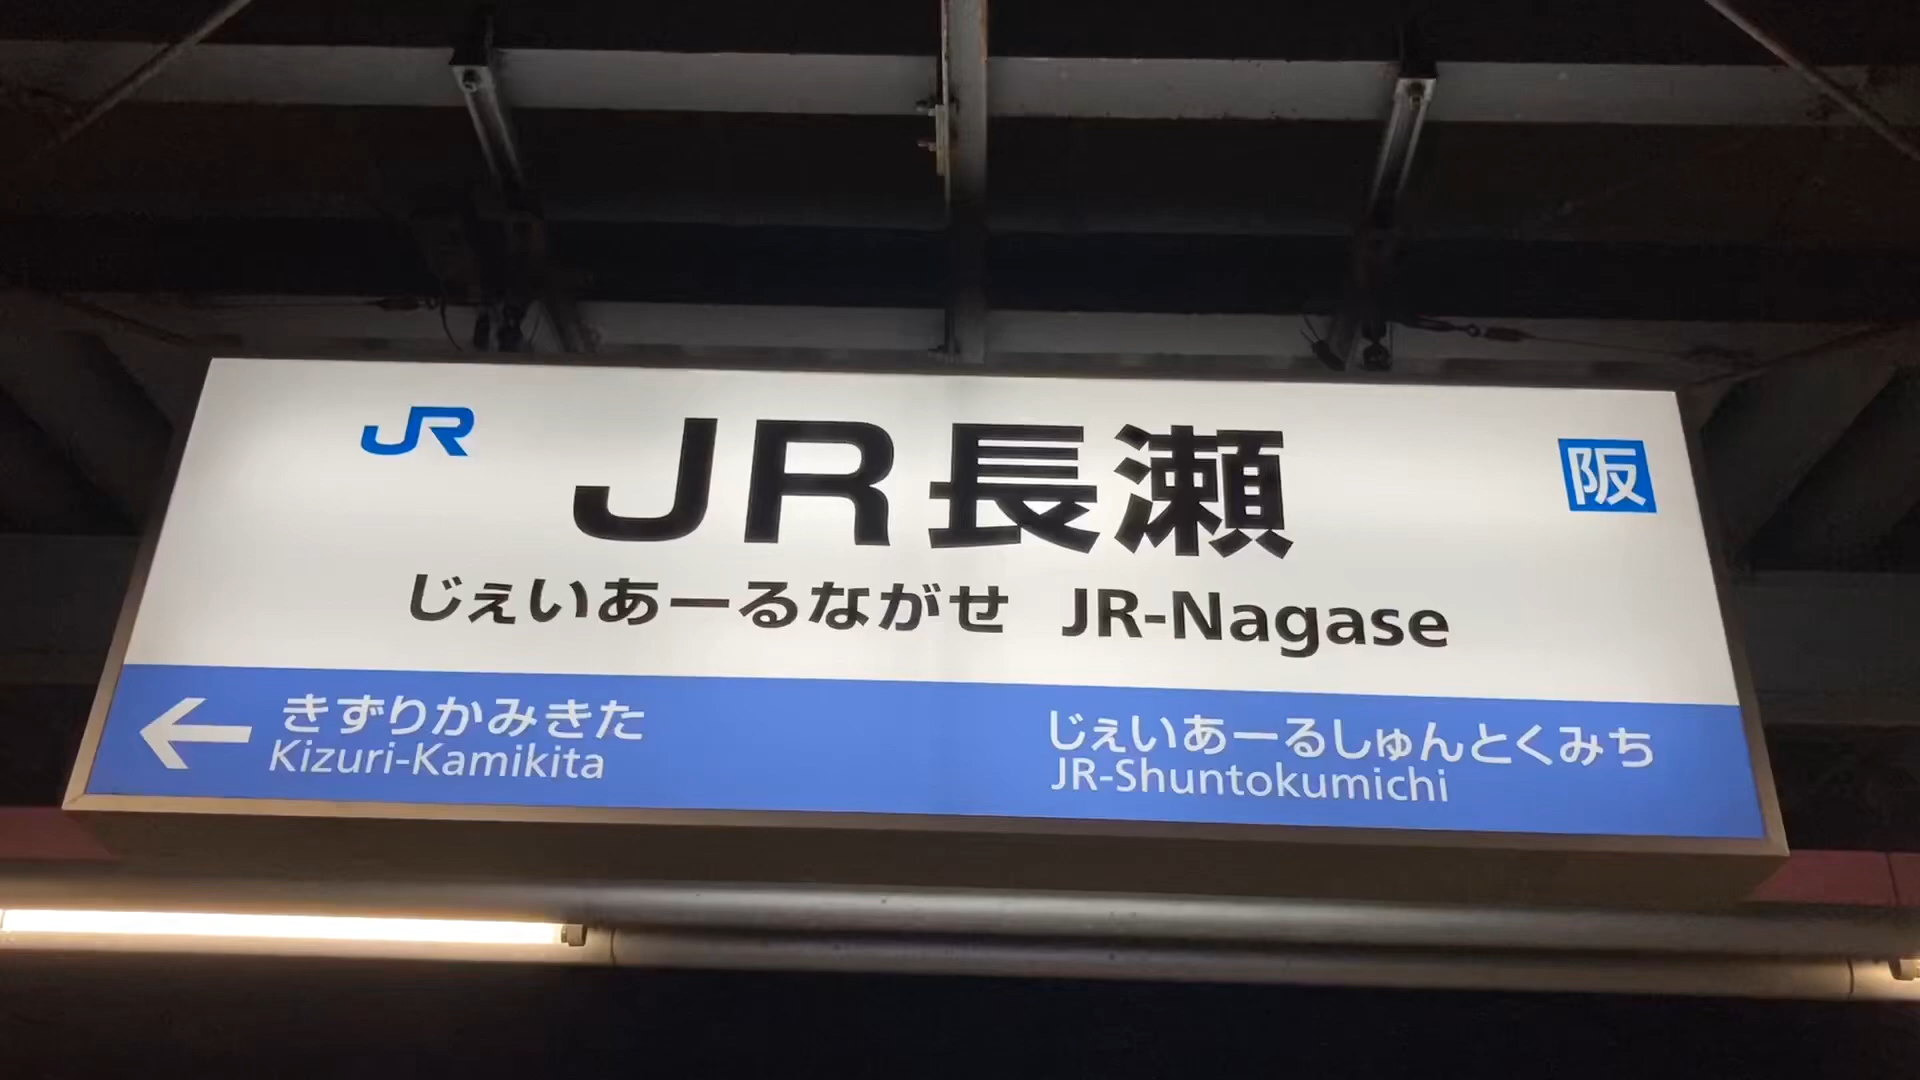 JR
JR長瀬
阪
じぇいあーるながせ JR-Nagase
← きずりかみきた
Kizuri-Kamikita
じぇいあーるしゅんとくみち
JR-Shuntokumichi